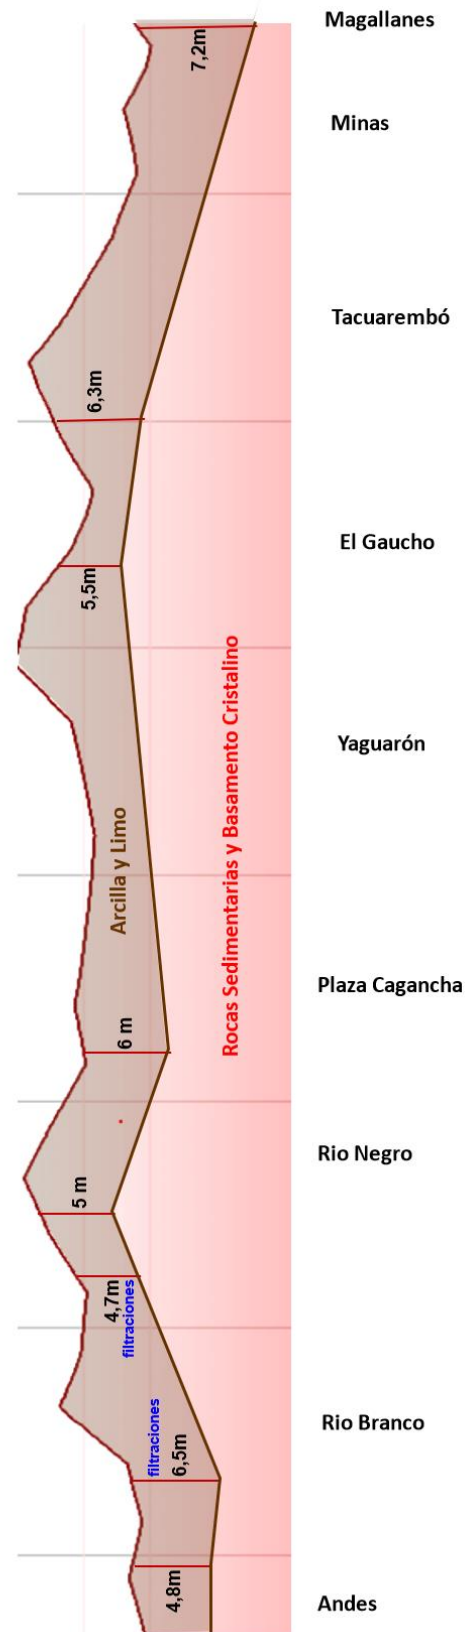 Magallanes
7,2m
Minas
Tacuarembó
6,3m
El Gaucho
5,5m
Rocas Sedimentarias y Basamento Cristalino
Yaguarón
Arcilla y Limo
Plaza Cagancha
6 m
Rio Negro
5 m
4,7m
filtraciones
filtraciones
6,5m
Rio Branco
4,8m
Andes